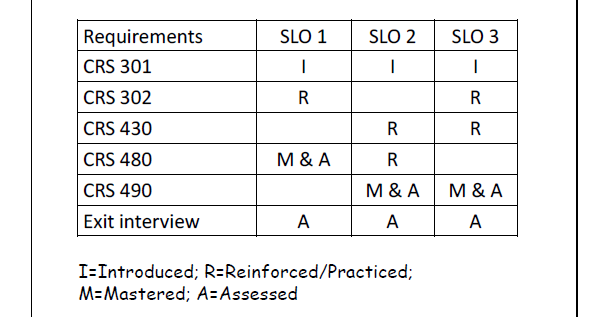 Requirements SLO 1 SLO 2 SLO 3
CRS 301 I I I
CRS 302 R R
CRS 430 R R
CRS 480 M & A R
CRS 490 M & A M & A
Exit interview A A A
I=Introduced; R=Reinforced/Practiced;
M=Mastered; A=Assessed